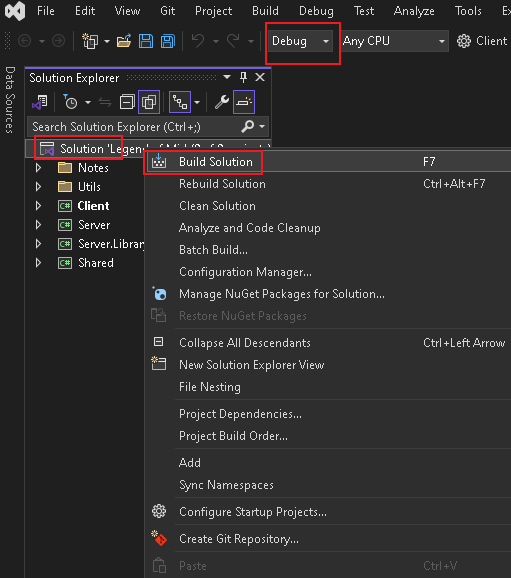 File Edit View Git Project Build Debug Test Analyze Tools E
Debug Any CPU Client
Data Sources
Solution Explorer
Search Solution Explorer (Ctrl+;)
Solution 'Legend of Mir'
Notes
Utils
Client
Server
Server.Library
Shared
Build Solution F7
Rebuild Solution Ctrl+Alt+F7
Clean Solution
Analyze and Code Cleanup
Batch Build...
Configuration Manager...
Manage NuGet Packages for Solution...
Restore NuGet Packages
Collapse All Descendants Ctrl+Left Arrow
New Solution Explorer View
File Nesting
Project Dependencies...
Project Build Order...
Add
Sync Namespaces
Configure Startup Projects...
Create Git Repository...
Paste Ctrl+V